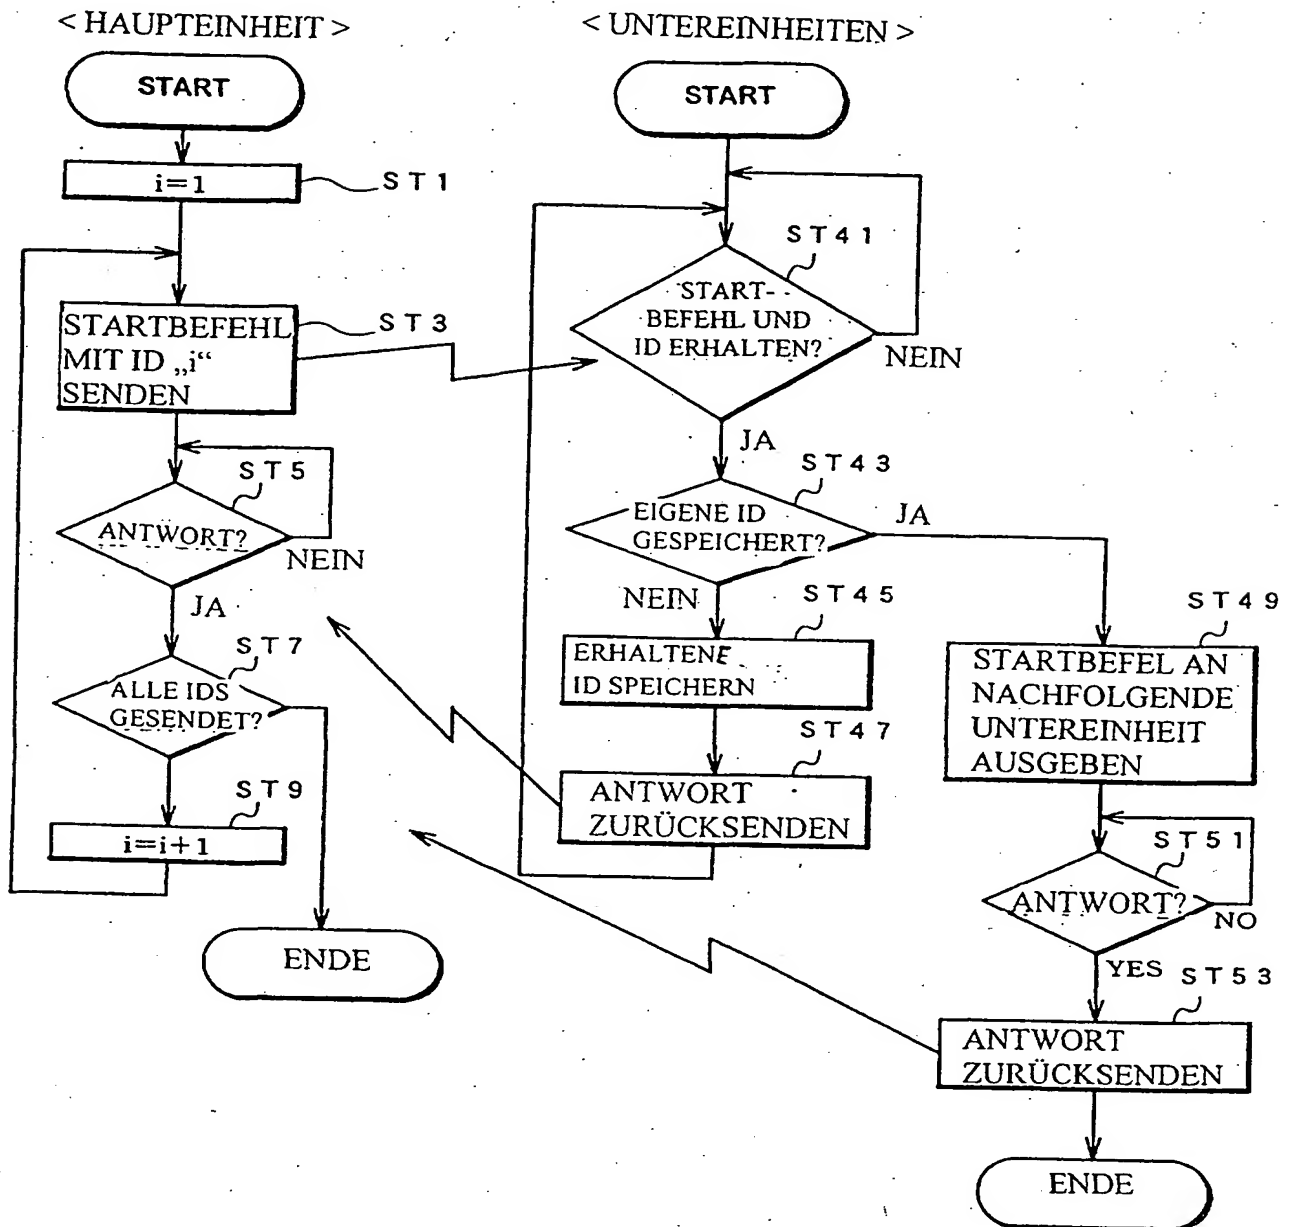 < HAUPTEINHEIT >
START
i=1
ST1
STARTBEFEHL
MIT ID „i“
SENDEN
ST3
ST5
ANTWORT?
NEIN
JA
ST7
ALLE IDS
GESENDET?
ST9
i=i+1
ENDE
< UNTEREINHEITEN >
START
ST41
START-
BEFEHL UND
ID ERHALTEN?
NEIN
JA
ST43
EIGENE ID
GESPEICHERT?
JA
NEIN
ST45
ERHALTENE
ID SPEICHERN
ST47
ANTWORT
ZURÜCKSENDEN
ST49
STARTBEFEL AN
NACHFOLGENDE
UNTEREINHEIT
AUSGEBEN
ST51
ANTWORT?
NO
YES
ST53
ANTWORT
ZURÜCKSENDEN
ENDE